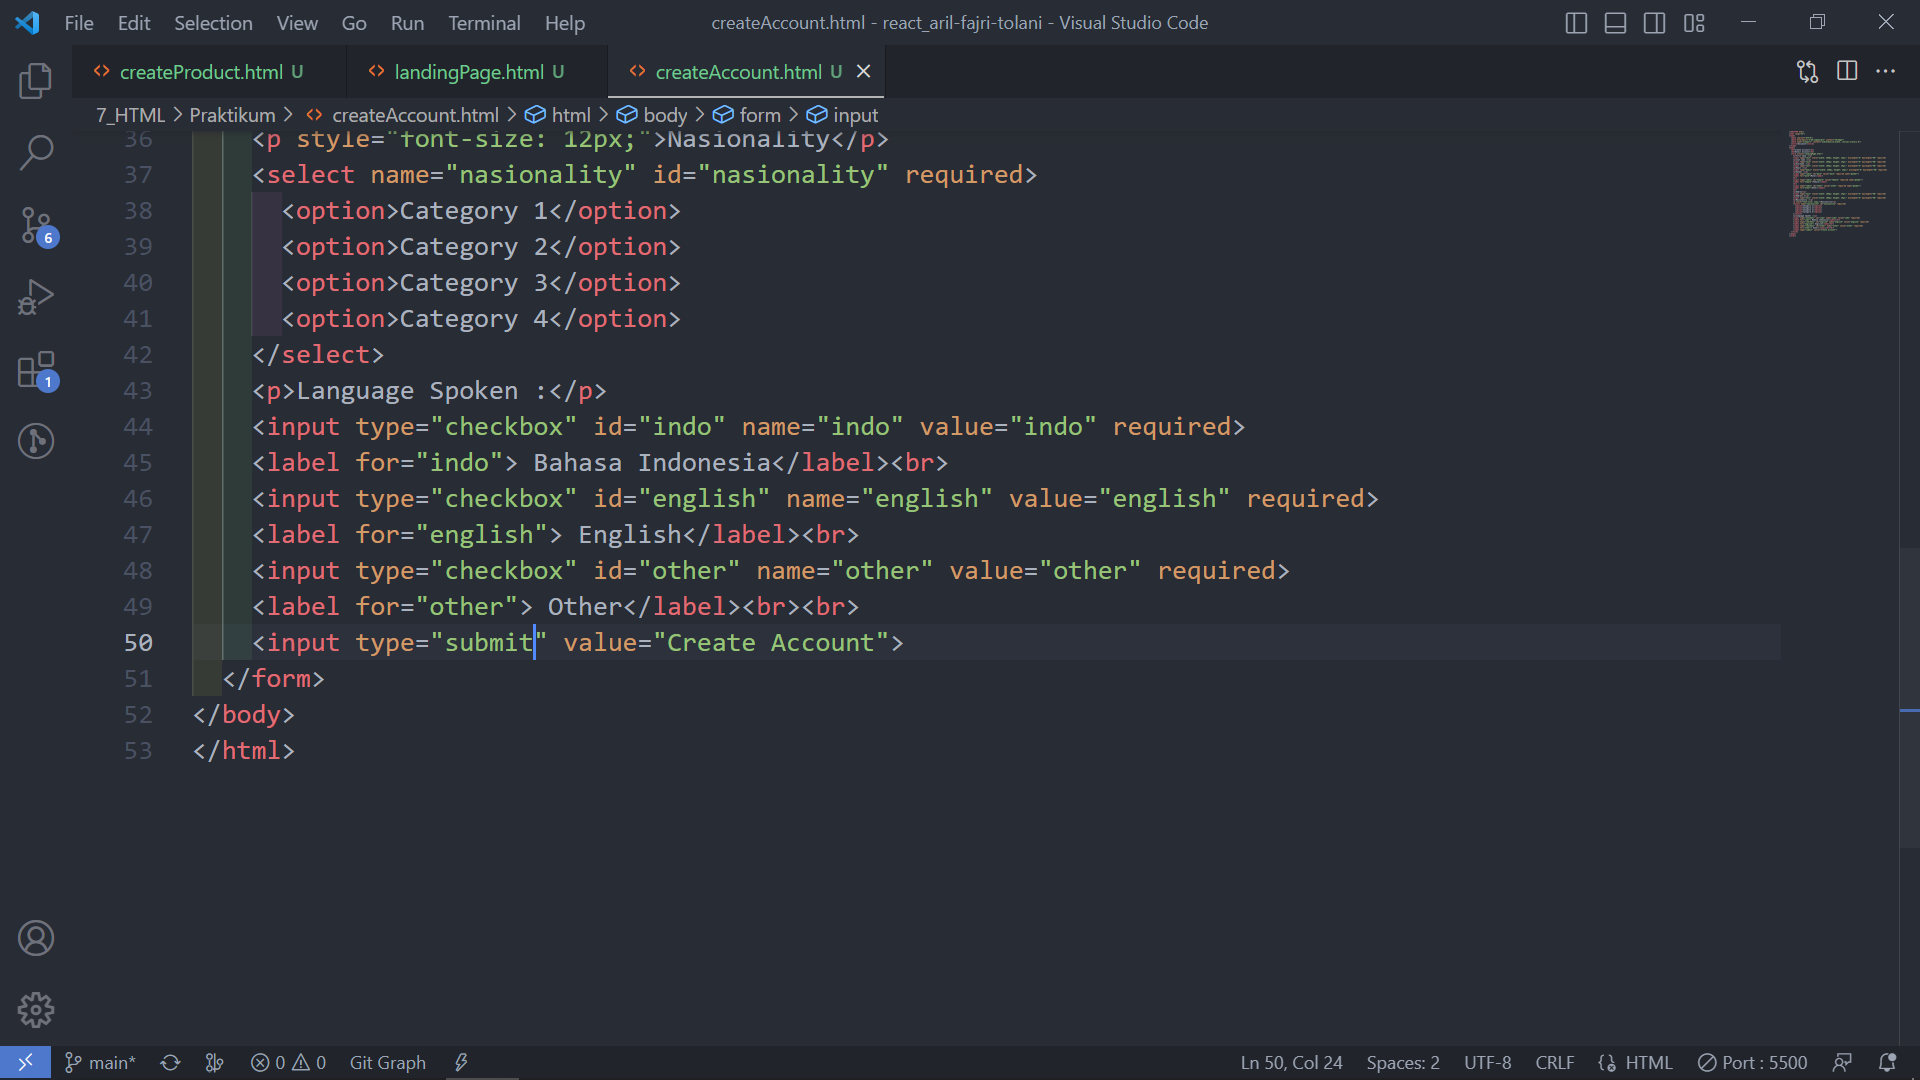 File Edit Selection View Go Run Terminal Help createAccount.html - react_aril-fajri-tolani - Visual Studio Code
createProduct.html U landingPage.html U createAccount.html U
7_HTML > Praktikum > createAccount.html > html > body > form > input
36 <p style="font-size: 12px;">Nasionality</p>
37 <select name="nasionality" id="nasionality" required>
38 <option>Category 1</option>
39 <option>Category 2</option>
40 <option>Category 3</option>
41 <option>Category 4</option>
42 </select>
43 <p>Language Spoken :</p>
44 <input type="checkbox" id="indo" name="indo" value="indo" required>
45 <label for="indo"> Bahasa Indonesia</label><br>
46 <input type="checkbox" id="english" name="english" value="english" required>
47 <label for="english"> English</label><br>
48 <input type="checkbox" id="other" name="other" value="other" required>
49 <label for="other"> Other</label><br><br>
50 <input type="submit" value="Create Account">
51 </form>
52 </body>
53 </html>
6
1
main* 0 0 Git Graph Ln 50, Col 24 Spaces: 2 UTF-8 CRLF HTML Port : 5500